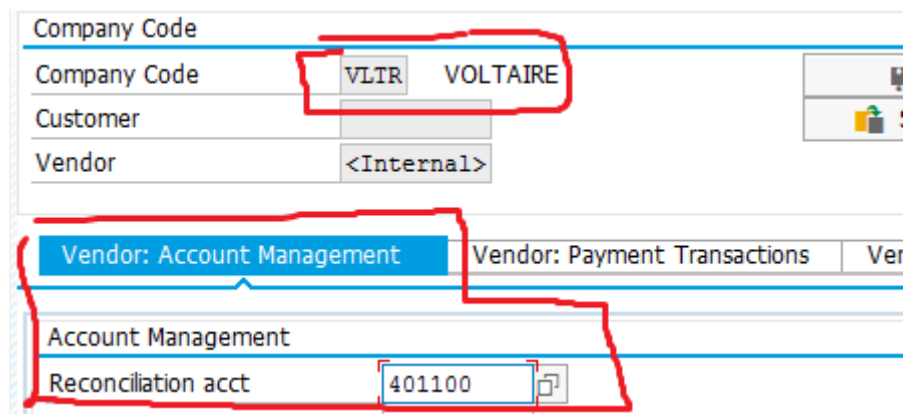 Company Code
Company Code VLTR VOLTAIRE
Customer
Vendor <Internal>
Vendor: Account Management Vendor: Payment Transactions Ver
Account Management
Reconciliation acct 401100